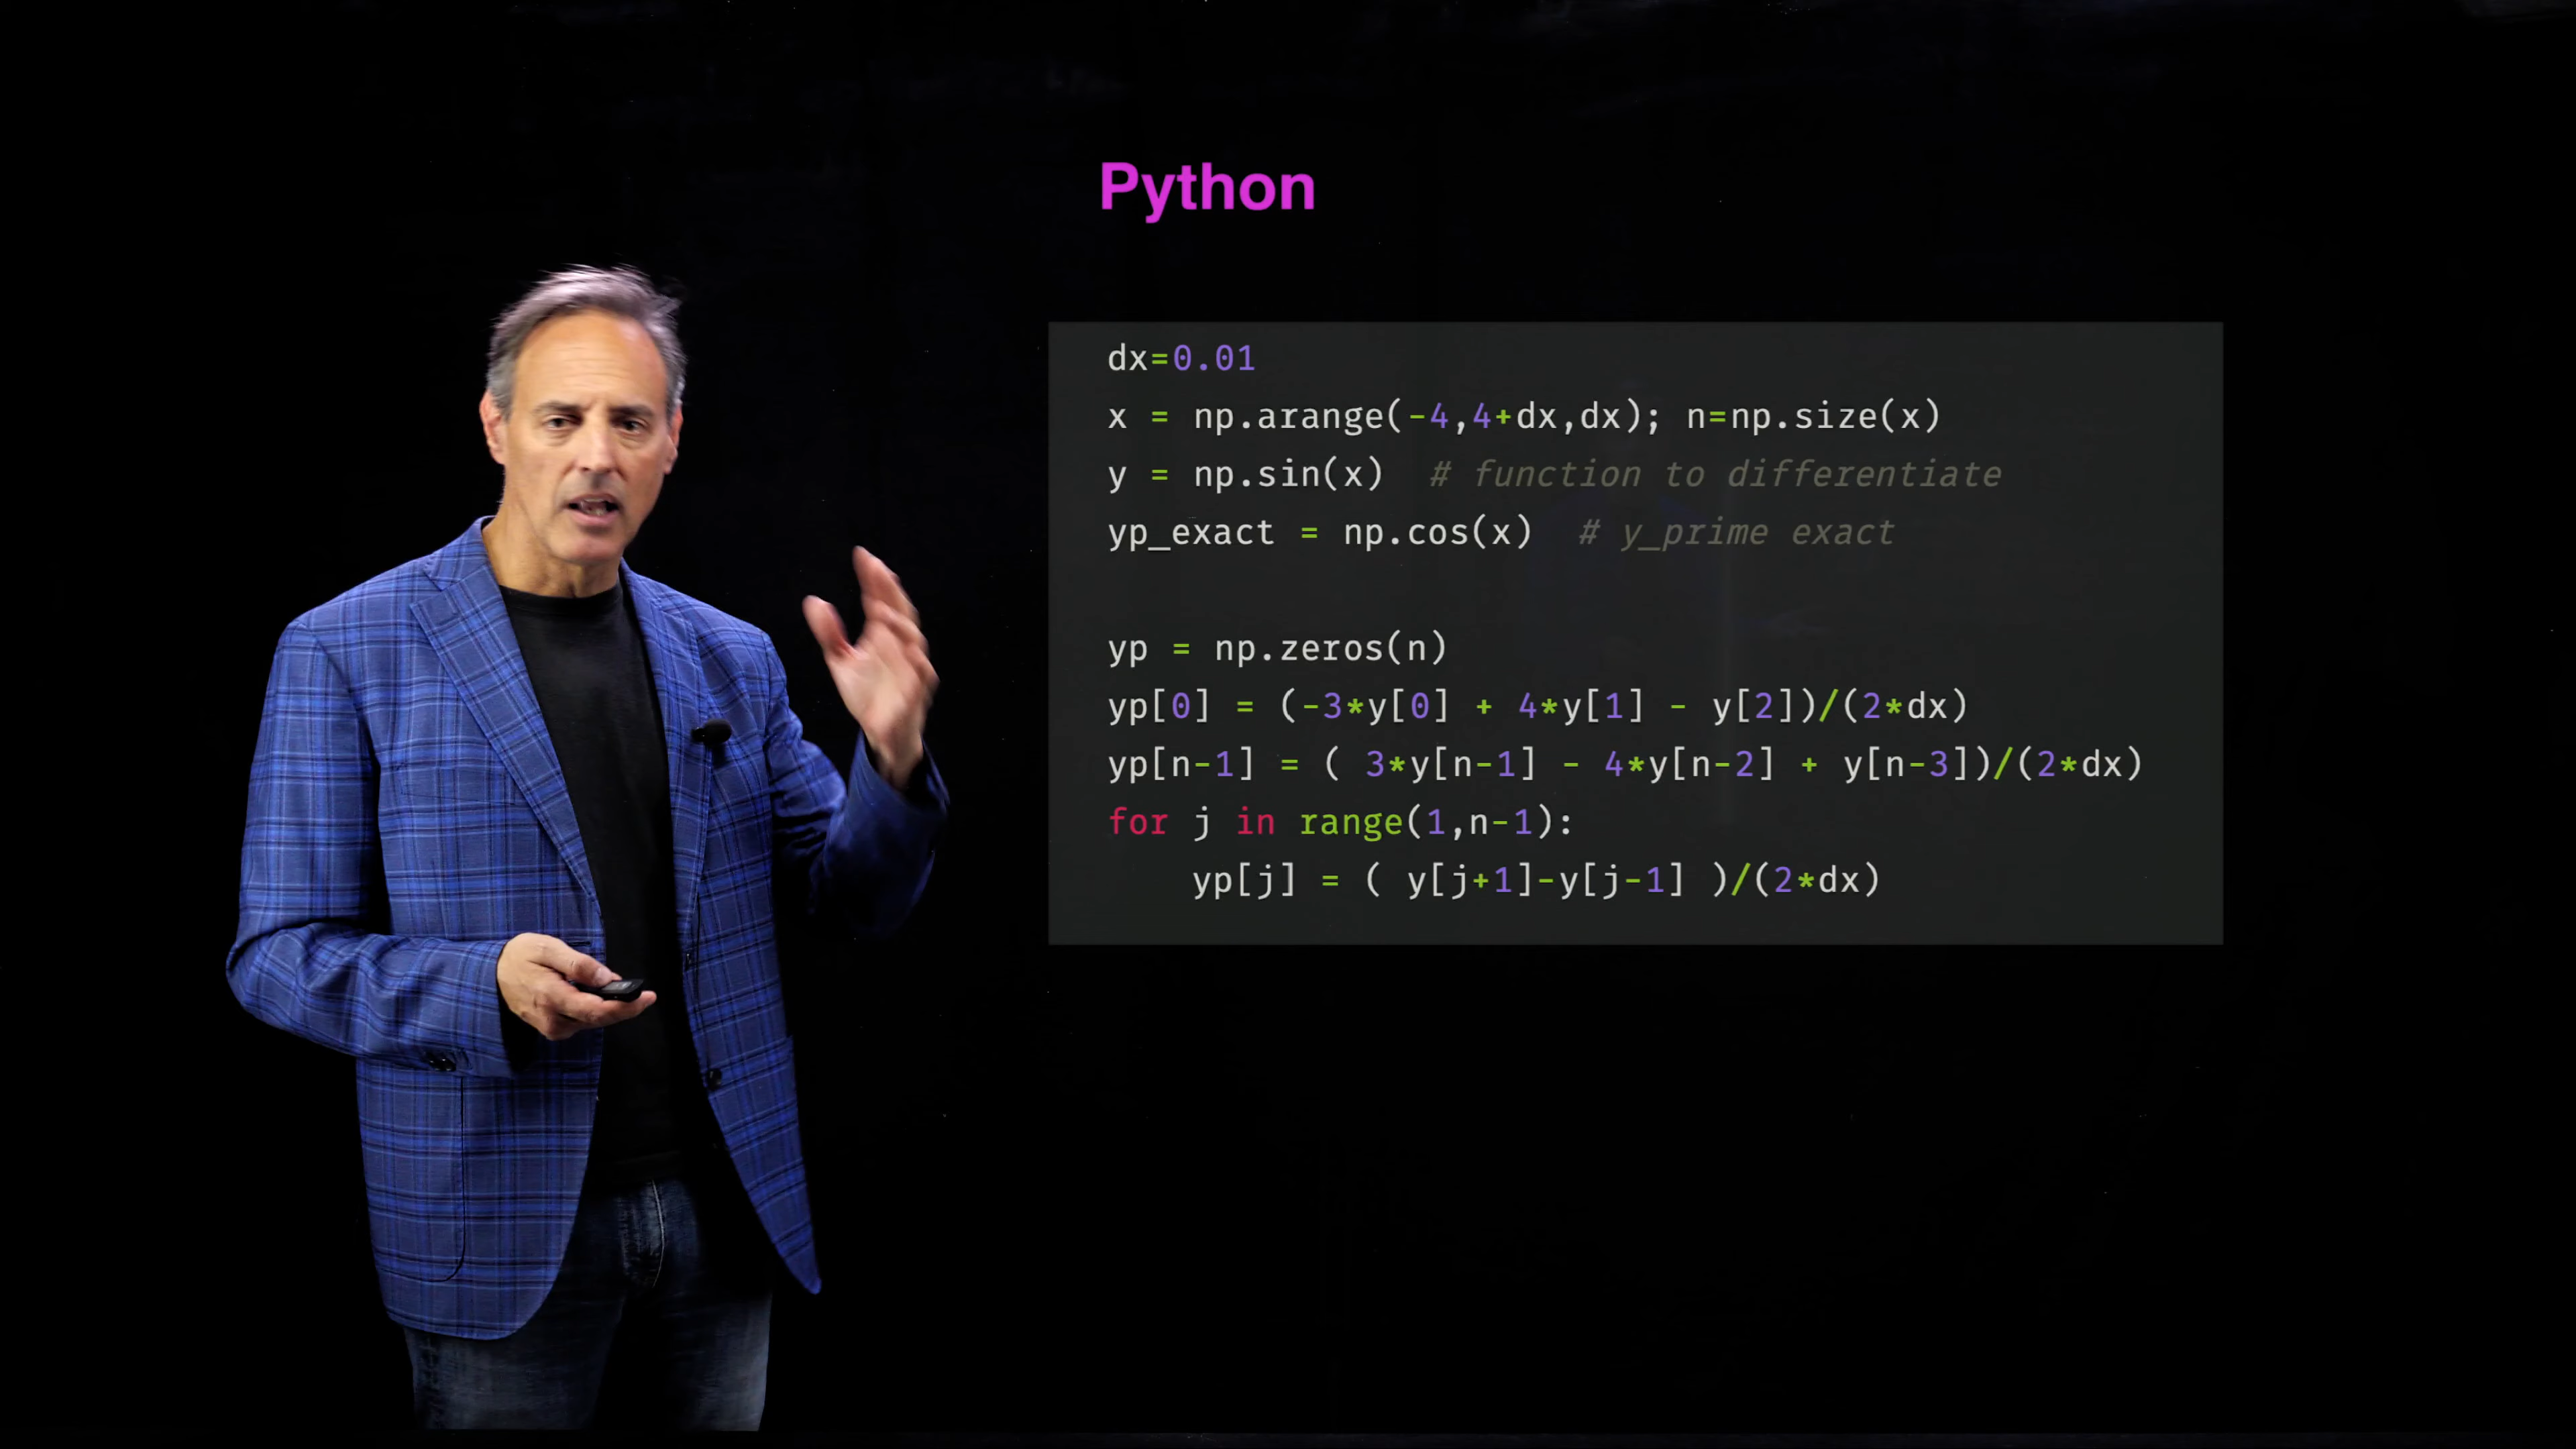 Python
dx=0.01
x = np.arange(-4,4+dx,dx); n=np.size(x)
y = np.sin(x)  # function to differentiate
yp_exact = np.cos(x)  # y_prime exact
yp = np.zeros(n)
yp[0] = (-3*y[0] + 4*y[1] - y[2])/(2*dx)
yp[n-1] = ( 3*y[n-1] - 4*y[n-2] + y[n-3])/(2*dx)
for j in range(1,n-1):
    yp[j] = ( y[j+1]-y[j-1] )/(2*dx)